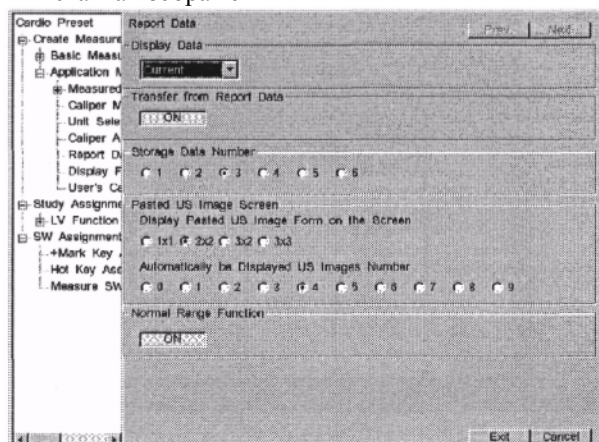 Cardio Preset
Create Measure
Basic Measu
Application M
Measured
Caliper M
Unit Sele
Caliper A
Report Da
Display F
User's Ca
Study Assignme
LV Function
SW Assignment
+Mark Key
Hot Key Ass
Measure SW
Report Data
Prev. Next
Display Data
Current
Transfer from Report Data
ON
Storage Data Number
1 2 3 4 5 6
Pasted US Image Screen
Display Pasted US Image Form on the Screen
1x1 2x2 3x2 3x3
Automatically be Displayed US Images Number
0 1 2 3 4 5 6 7 8 9
Normal Range Function
ON
Exit Cancel